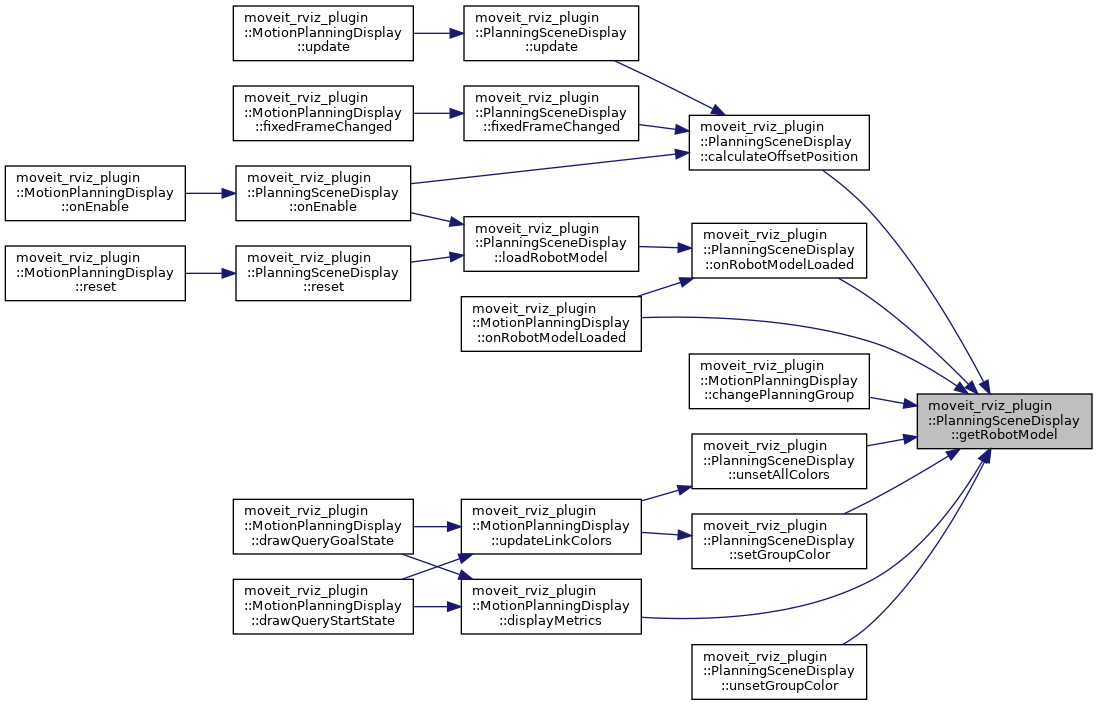 moveit_rviz_plugin
::MotionPlanningDisplay
::update
moveit_rviz_plugin
::PlanningSceneDisplay
::update
moveit_rviz_plugin
::MotionPlanningDisplay
::fixedFrameChanged
moveit_rviz_plugin
::PlanningSceneDisplay
::fixedFrameChanged
moveit_rviz_plugin
::PlanningSceneDisplay
::calculateOffsetPosition
moveit_rviz_plugin
::MotionPlanningDisplay
::onEnable
moveit_rviz_plugin
::PlanningSceneDisplay
::onEnable
moveit_rviz_plugin
::PlanningSceneDisplay
::loadRobotModel
moveit_rviz_plugin
::PlanningSceneDisplay
::onRobotModelLoaded
moveit_rviz_plugin
::MotionPlanningDisplay
::reset
moveit_rviz_plugin
::PlanningSceneDisplay
::reset
moveit_rviz_plugin
::MotionPlanningDisplay
::onRobotModelLoaded
moveit_rviz_plugin
::MotionPlanningDisplay
::changePlanningGroup
moveit_rviz_plugin
::PlanningSceneDisplay
::getRobotModel
moveit_rviz_plugin
::PlanningSceneDisplay
::unsetAllColors
moveit_rviz_plugin
::MotionPlanningDisplay
::drawQueryGoalState
moveit_rviz_plugin
::MotionPlanningDisplay
::updateLinkColors
moveit_rviz_plugin
::PlanningSceneDisplay
::setGroupColor
moveit_rviz_plugin
::MotionPlanningDisplay
::drawQueryStartState
moveit_rviz_plugin
::MotionPlanningDisplay
::displayMetrics
moveit_rviz_plugin
::PlanningSceneDisplay
::unsetGroupColor